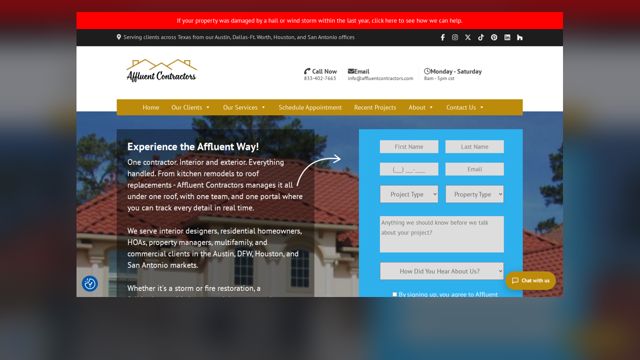 If your property was damaged by a hail or wind storm within the last year, click here to see how we can help.
Serving clients across Texas from our Austin, Dallas-Ft. Worth, Houston, and San Antonio offices
Affluent Contractors
Call Now
833-402-7663
Email
info@affluentcontractors.com
Monday - Saturday
8am - 5pm cst
Home
Our Clients
Our Services
Schedule Appointment
Recent Projects
About
Contact Us
Experience the Affluent Way!
One contractor. Interior and exterior. Everything
handled. From kitchen remodels to roof
replacements - Affluent Contractors manages it all
under one roof, with one team, and one portal where
you can track every detail in real time.
We serve interior designers, residential homeowners,
HOAs, property managers, multifamily, and
commercial clients in the Austin, DFW, Houston, and
San Antonio markets.
Whether it's a storm or fire restoration, a
First Name
Last Name
(___) ___-____
Email
Project Type
Property Type
Anything we should know before we talk
about your project?
How Did You Hear About Us?
By signing up, you agree to Affluent
Chat with us